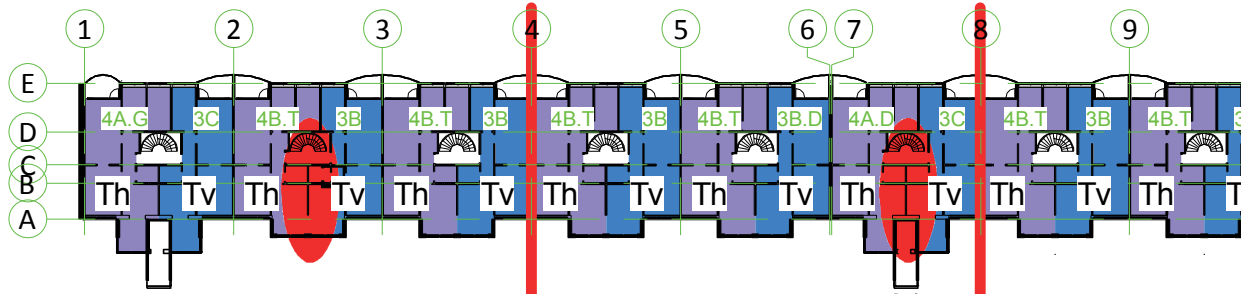 1 2 3 4 5 6 7 8 9
E
4A.G 3C 4B.T 3B 4B.T 3B 4B.T 3B 4B.T 3B.D 4A.D 3C 4B.T 3B 4B.T
D
C
B
Th Tv Th Tv Th Tv Th Tv Th Tv Th Tv Th Tv Th
A